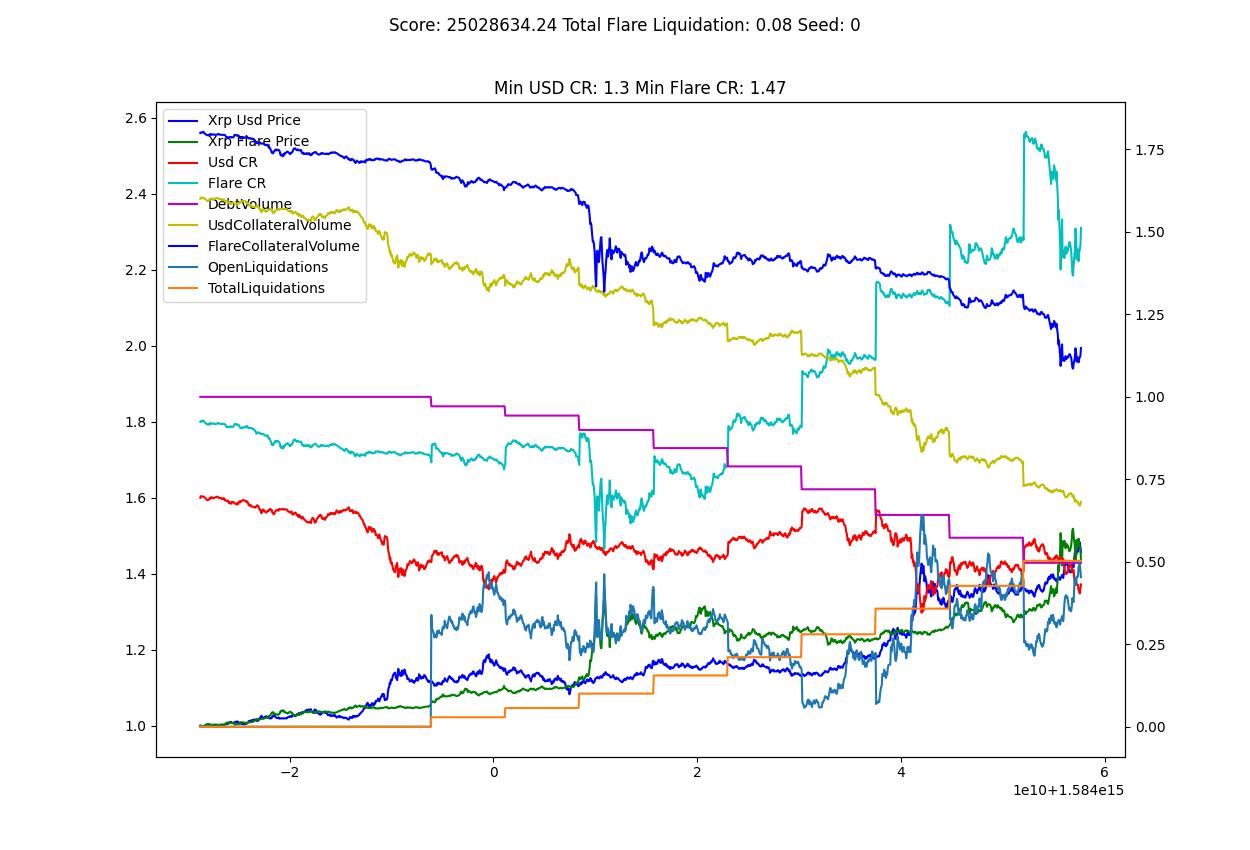 Score: 25028634.24 Total Flare Liquidation: 0.08 Seed: 0
Min USD CR: 1.3 Min Flare CR: 1.47
Xrp Usd Price
Xrp Flare Price
Usd CR
Flare CR
DebtVolume
UsdCollateralVolume
FlareCollateralVolume
OpenLiquidations
TotalLiquidations
2.6
2.4
2.2
2.0
1.8
1.6
1.4
1.2
1.0
1.75
1.50
1.25
1.00
0.75
0.50
0.25
0.00
−2 0 2 4 6
1e10+1.584e15